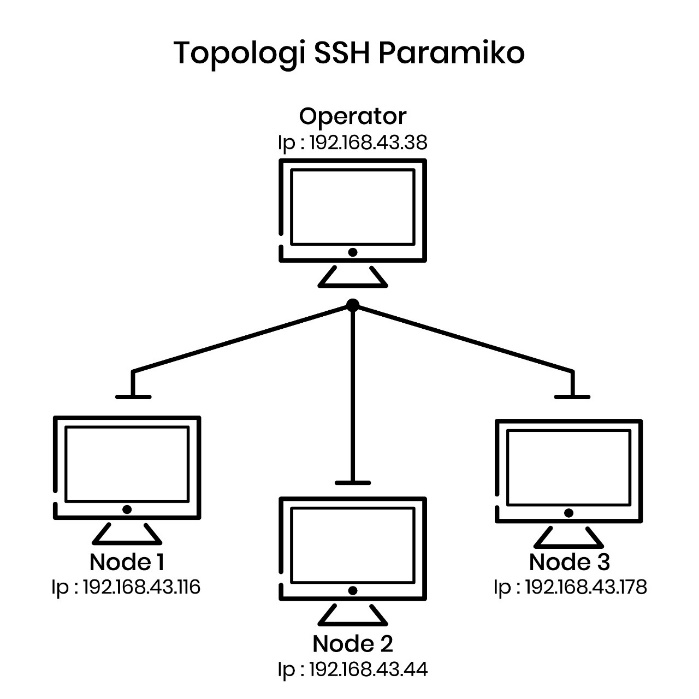 Topologi SSH Paramiko
Operator
Ip : 192.168.43.38
Node 1
Ip : 192.168.43.116
Node 3
Ip : 192.168.43.178
Node 2
Ip : 192.168.43.44